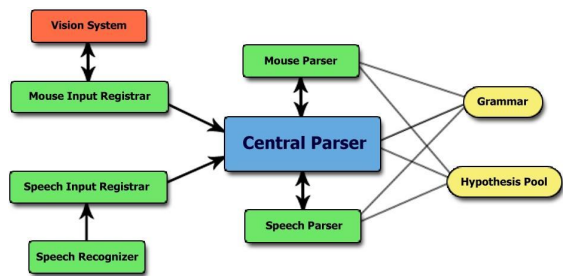 Vision System
Mouse Parser
Mouse Input Registrar
Grammar
Central Parser
Speech Input Registrar
Hypothesis Pool
Speech Parser
Speech Recognizer